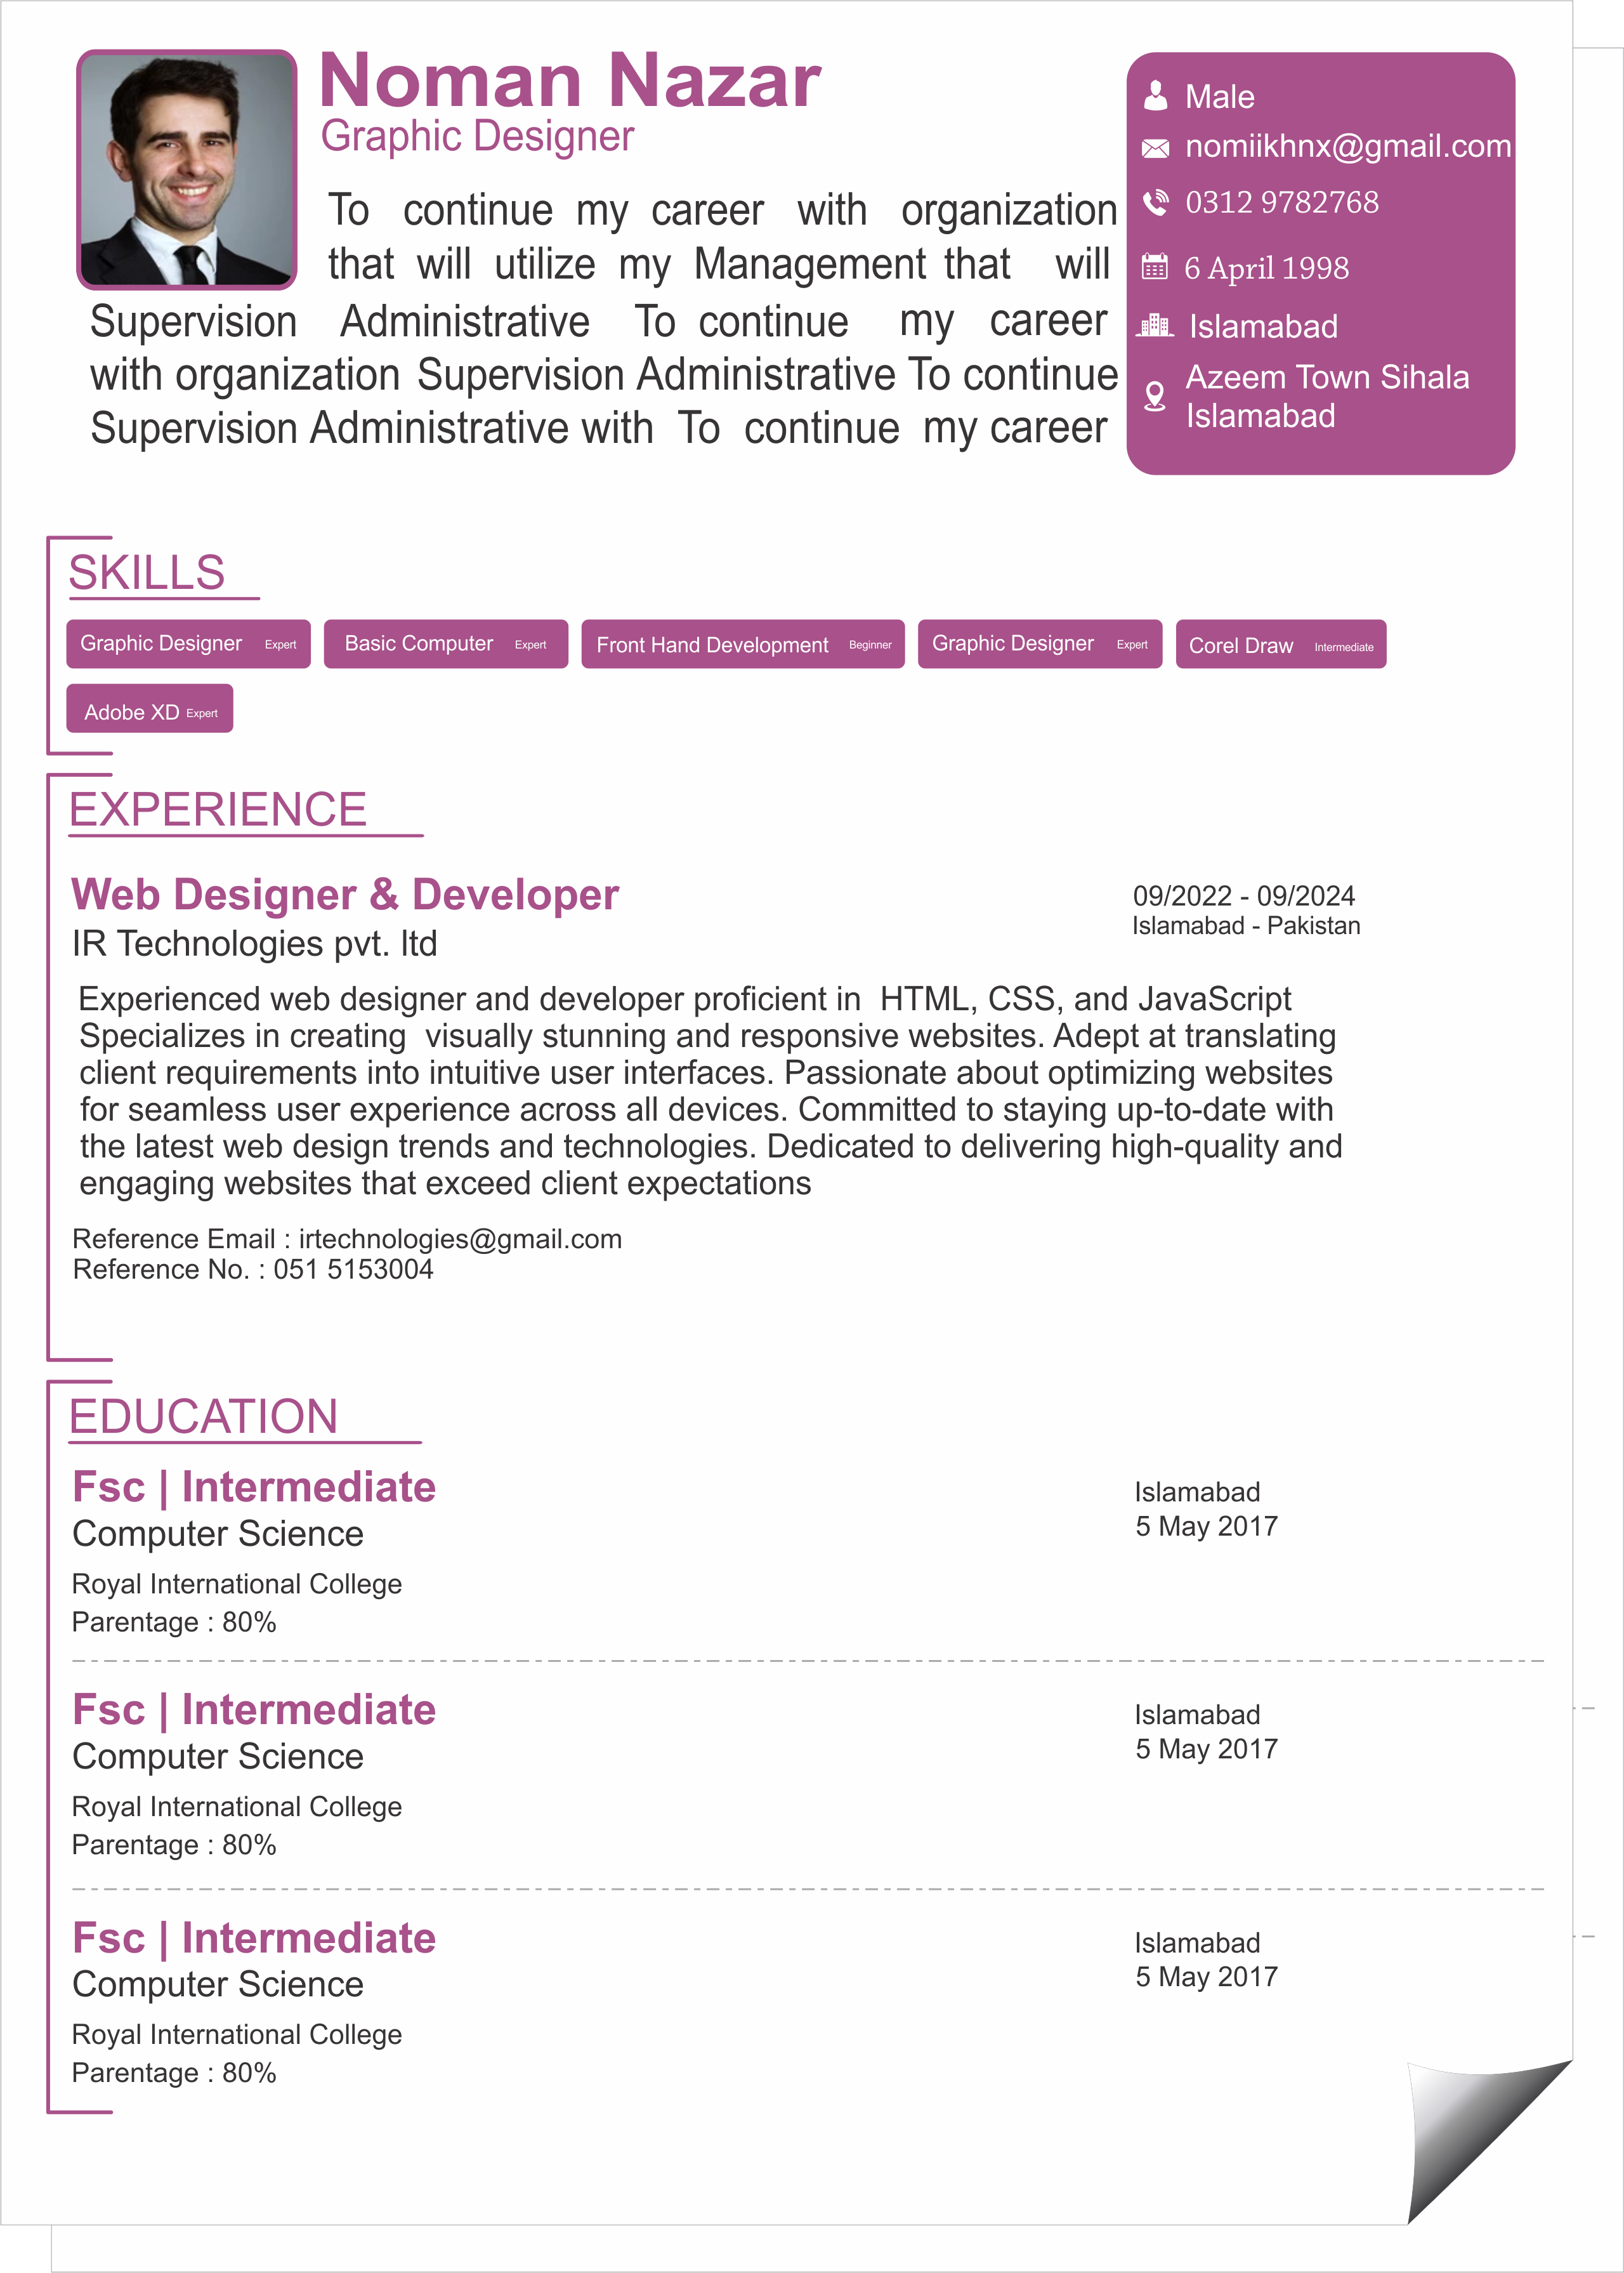 Noman Nazar
Graphic Designer
To continue my career with organization
that will utilize my Management that will
Supervision Administrative To continue my career
with organization Supervision Administrative To continue
Supervision Administrative with To continue my career
Male
nomiikhnx@gmail.com
0312 9782768
6 April 1998
Islamabad
Azeem Town Sihala
Islamabad
SKILLS
Graphic Designer Expert
Basic Computer Expert
Front Hand Development Beginner
Graphic Designer Expert
Corel Draw Intermediate
Adobe XD Expert
EXPERIENCE
Web Designer & Developer
09/2022 - 09/2024
IR Technologies pvt. ltd
Islamabad - Pakistan
Experienced web designer and developer proficient in HTML, CSS, and JavaScript
Specializes in creating visually stunning and responsive websites. Adept at translating
client requirements into intuitive user interfaces. Passionate about optimizing websites
for seamless user experience across all devices. Committed to staying up-to-date with
the latest web design trends and technologies. Dedicated to delivering high-quality and
engaging websites that exceed client expectations
Reference Email : irtechnologies@gmail.com
Reference No. : 051 5153004
EDUCATION
Fsc | Intermediate
Islamabad
Computer Science
5 May 2017
Royal International College
Parentage : 80%
Fsc | Intermediate
Islamabad
Computer Science
5 May 2017
Royal International College
Parentage : 80%
Fsc | Intermediate
Islamabad
Computer Science
5 May 2017
Royal International College
Parentage : 80%